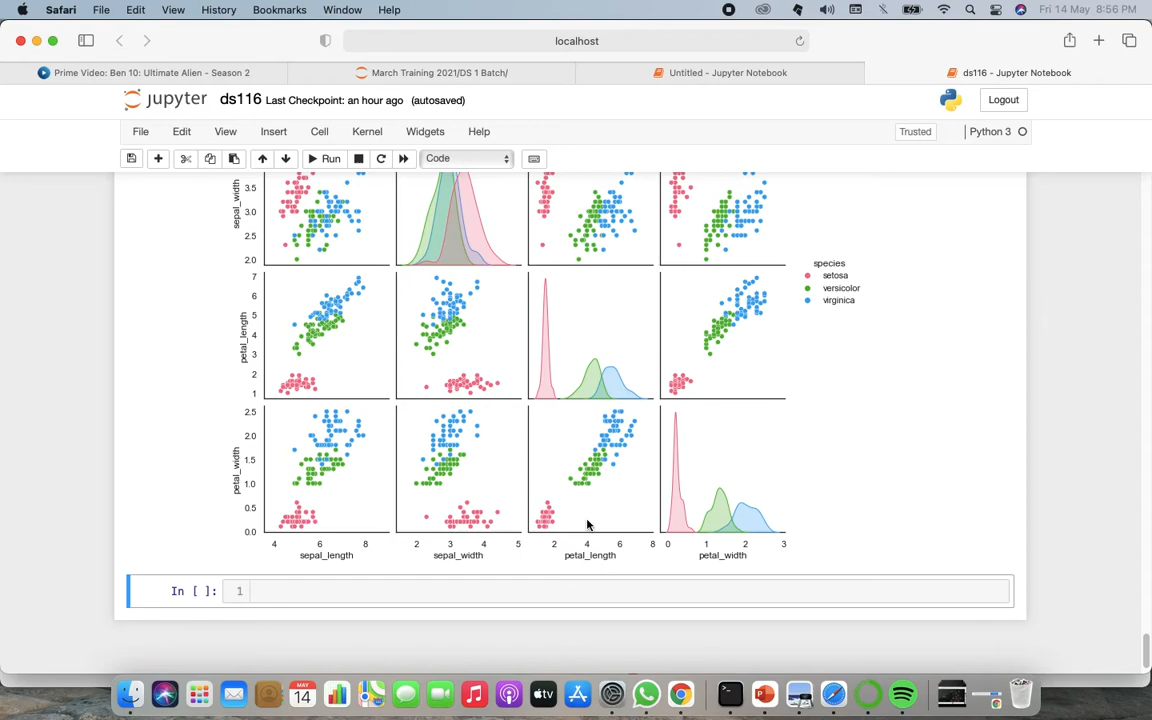 Safari File Edit View History Bookmarks Window Help Fri 14 May 8:56 PM
localhost
Prime Video: Ben 10: Ultimate Alien - Season 2 March Training 2021/DS 1 Batch/ Untitled - Jupyter Notebook ds116 - Jupyter Notebook
jupyter ds116 Last Checkpoint: an hour ago (autosaved) Logout
File Edit View Insert Cell Kernel Widgets Help Trusted Python 3
Run Code
sepal_width
3.5
3.0
2.5
2.0
species
setosa
versicolor
virginica
petal_length
7
6
5
4
3
2
1
petal_width
2.5
2.0
1.5
1.0
0.5
0.0
4 6 8 2 3 4 5 2 4 6 8 0 1 2 3
sepal_length sepal_width petal_length petal_width
In [ ]: 1
MAY
14
tv